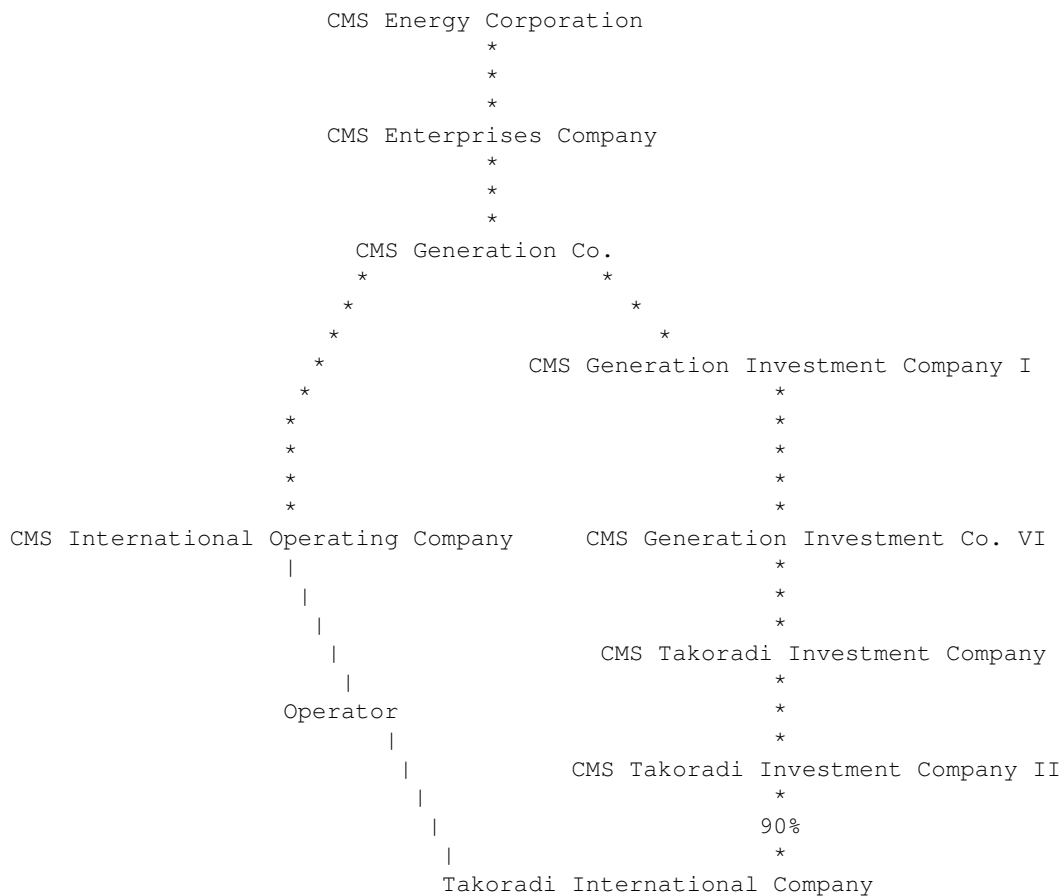 CMS Energy Corporation
*
*
*
CMS Enterprises Company
*
*
*
CMS Generation Co.
* *
* *
* *
* CMS Generation Investment Company I
* *
* *
* *
* *
* *
CMS International Operating Company CMS Generation Investment Co. VI
| *
| *
| *
| CMS Takoradi Investment Company
| *
Operator *
| *
| CMS Takoradi Investment Company II
| *
| 90%
| *
Takoradi International Company